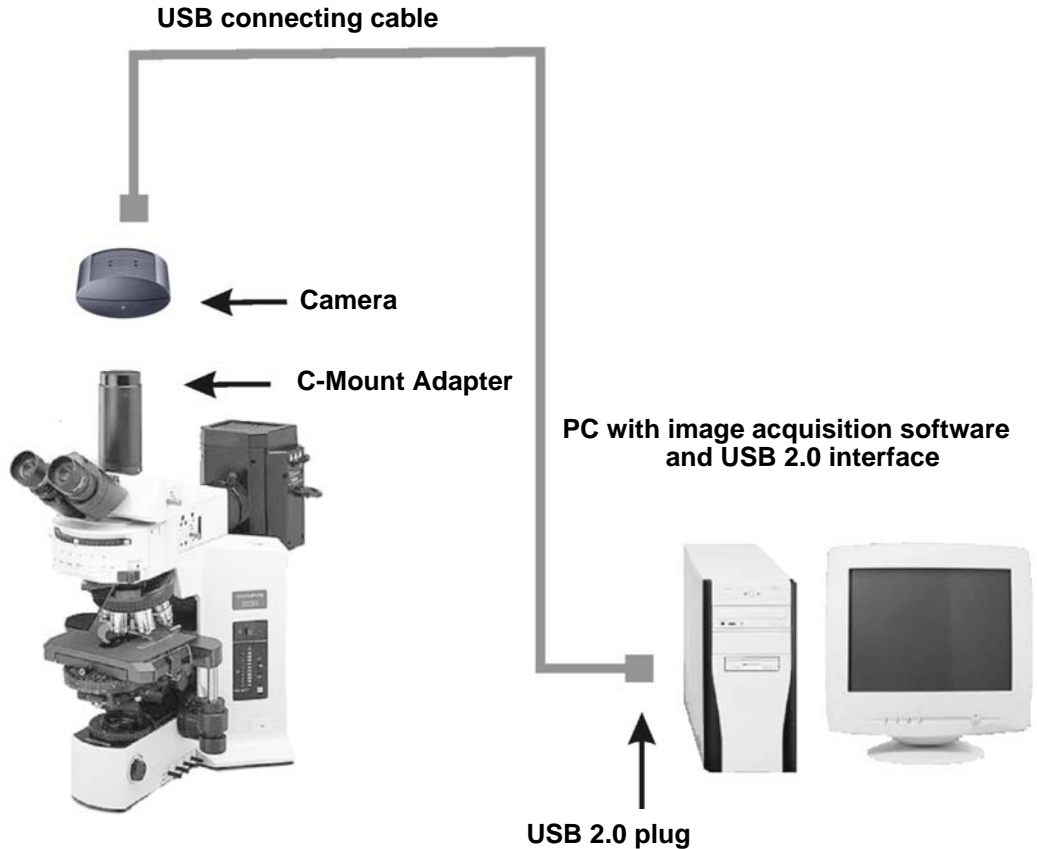 USB connecting cable
Camera
C-Mount Adapter
PC with image acquisition software
and USB 2.0 interface
USB 2.0 plug